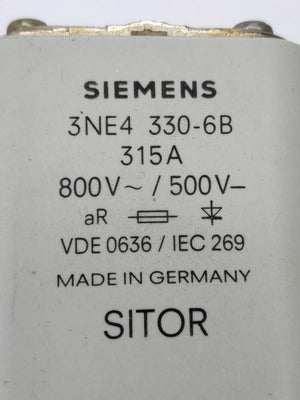 SIEMENS
3NE4 330-6B
315A
800V~/500V–
aR
VDE 0636 / IEC 269
MADE IN GERMANY
SITOR